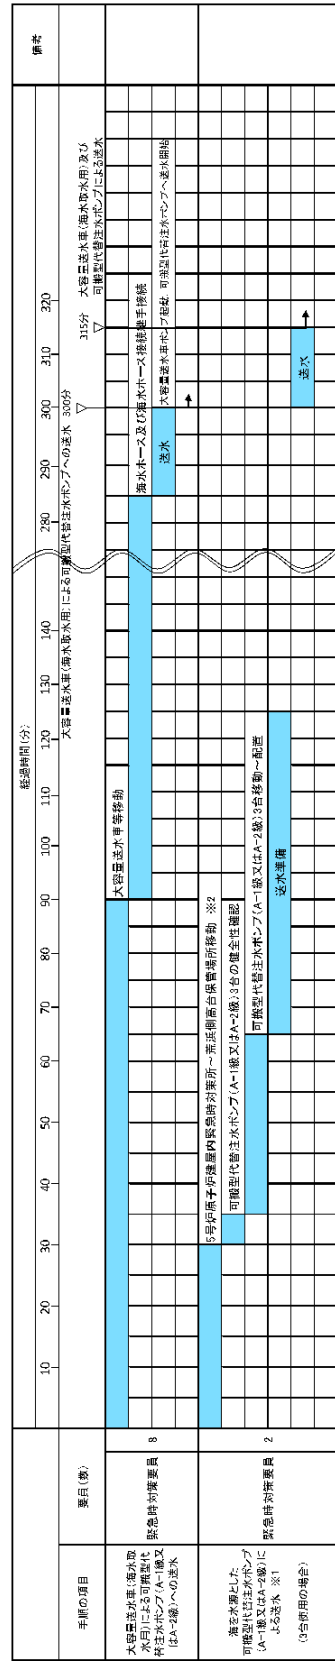 経過時間(分)
備考
手順の項目
要員(数)
10
20
30
40
50
60
70
80
90
100
110
120
130
140
280
290
300
310
320
大容量送水車(海水取水用)による可搬型代替注水ポンプへの送水 300分
315分
大容量送水車(海水取水用)及び
可搬型代替注水ポンプによる送水
大容量送水車(海水取
水用)による可搬型代
替注水ポンプ(A-1級又
はA-2級)への送水
緊急時対策要員
8
大容量送水車等移動
海水ホース及び海水ホース接続継手接続
大容量送水車ポンプ起動, 可搬型代替注水ポンプへ送水開始
送水
海を水源とした
可搬型代替注水ポンプ
(A-1級又はA-2級)に
よる送水 ※1
(3台使用の場合)
緊急時対策要員
2
5号炉原子炉建屋内緊急時対策所~荒浜側高台保管場所移動 ※2
可搬型代替注水ポンプ(A-1級又はA-2級)3台の健全性確認
可搬型代替注水ポンプ(A-1級又はA-2級)3台移動~配置
送水準備
送水